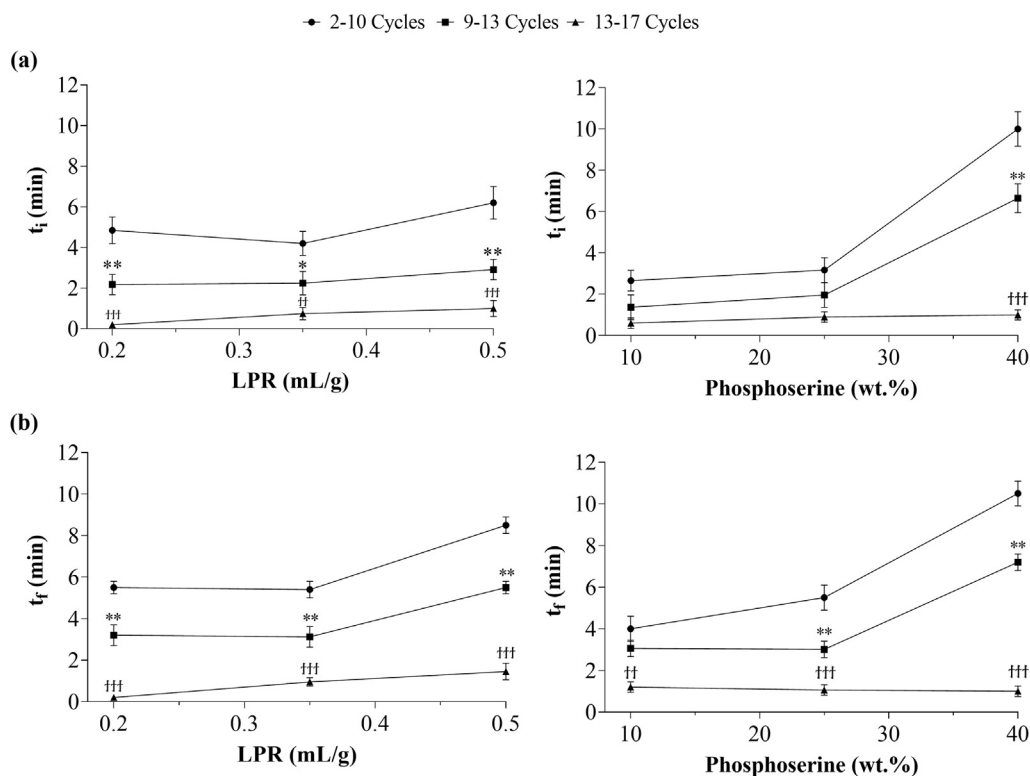 2-10 Cycles 9-13 Cycles 13-17 Cycles
(a)
12
10
8
6
4
2
0
tᵢ (min)
** * **
††† †† †††
0.2 0.3 0.4 0.5
LPR (mL/g)
12
10
8
6
4
2
0
tᵢ (min)
**
†††
10 20 30 40
Phosphoserine (wt.%)
(b)
12
10
8
6
4
2
0
t_f (min)
** ** **
††† ††† †††
0.2 0.3 0.4 0.5
LPR (mL/g)
12
10
8
6
4
2
0
t_f (min)
** **
†† ††† †††
10 20 30 40
Phosphoserine (wt.%)